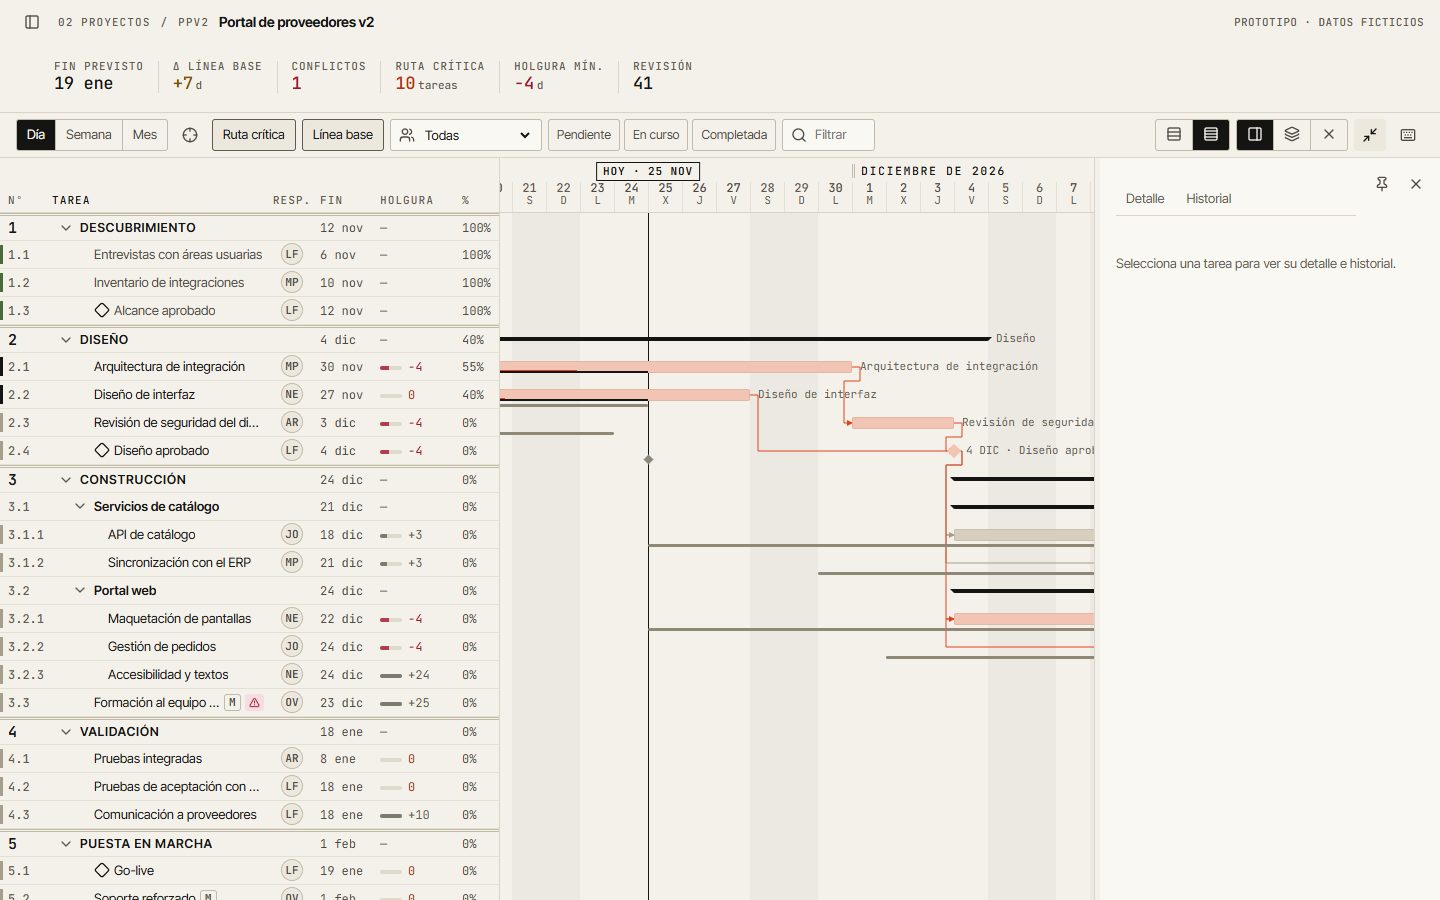 02 PROYECTOS / PPV2 Portal de proveedores v2
PROTOTIPO · DATOS FICTICIOS
FIN PREVISTO
19 ene
Δ LÍNEA BASE
+7 d
CONFLICTOS
1
RUTA CRÍTICA
10 tareas
HOLGURA MÍN.
-4 d
REVISIÓN
41
Día Semana Mes Ruta crítica Línea base Todas Pendiente En curso Completada Filtrar
HOY · 25 NOV DICIEMBRE DE 2026
21 22 23 24 25 26 27 28 29 30 1 2 3 4 5 6 7
S D L M X J V S D L M X J V S D L
N° TAREA RESP. FIN HOLGURA %
1 DESCUBRIMIENTO 12 nov — 100%
1.1 Entrevistas con áreas usuarias LF 6 nov — 100%
1.2 Inventario de integraciones MP 10 nov — 100%
1.3 Alcance aprobado LF 12 nov — 100%
2 DISEÑO 4 dic — 40%
2.1 Arquitectura de integración MP 30 nov -4 55%
2.2 Diseño de interfaz NE 27 nov 0 40%
2.3 Revisión de seguridad del di... AR 3 dic -4 0%
2.4 Diseño aprobado LF 4 dic -4 0%
3 CONSTRUCCIÓN 24 dic — 0%
3.1 Servicios de catálogo 21 dic — 0%
3.1.1 API de catálogo JO 18 dic +3 0%
3.1.2 Sincronización con el ERP MP 21 dic +3 0%
3.2 Portal web 24 dic — 0%
3.2.1 Maquetación de pantallas NE 22 dic -4 0%
3.2.2 Gestión de pedidos JO 24 dic -4 0%
3.2.3 Accesibilidad y textos NE 24 dic +24 0%
3.3 Formación al equipo ... M OV 23 dic +25 0%
4 VALIDACIÓN 18 ene — 0%
4.1 Pruebas integradas AR 8 ene 0 0%
4.2 Pruebas de aceptación con ... LF 18 ene 0 0%
4.3 Comunicación a proveedores LF 18 ene +10 0%
5 PUESTA EN MARCHA 1 feb — 0%
5.1 Go-live LF 19 ene 0 0%
5.2 Soporte reforzado M OV 1 feb 0 0%
Diseño
Arquitectura de integración
Diseño de interfaz
Revisión de segurida
4 DIC · Diseño aprob
Detalle Historial
Selecciona una tarea para ver su detalle e historial.